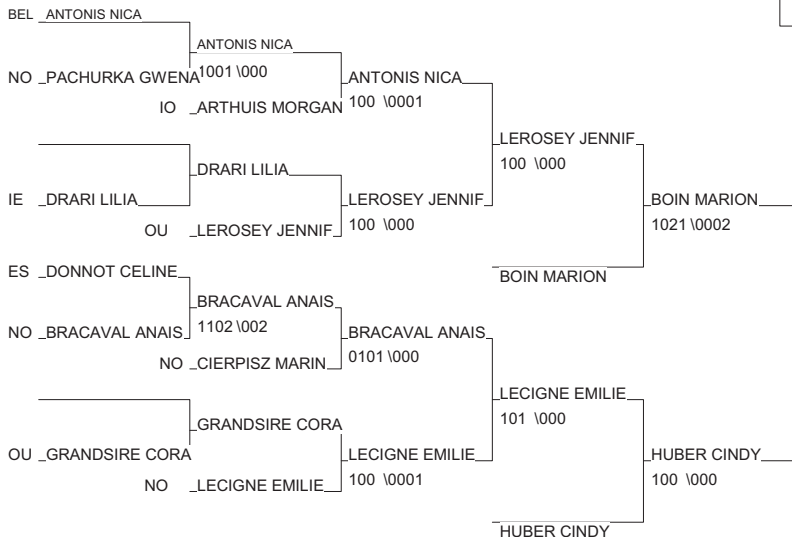 BEL ANTONIS NICA
ANTONIS NICA
NO PACHURKA GWENA 1001 \000
ANTONIS NICA
IO ARTHUIS MORGAN 100 \0001
LEROSEY JENNIF
100 \000
DRARI LILIA
IE DRARI LILIA
LEROSEY JENNIF
BOIN MARION
OU LEROSEY JENNIF 100 \000
1021 \0002
ES DONNOT CELINE
BOIN MARION
BRACAVAL ANAIS
NO BRACAVAL ANAIS 1102 \002
BRACAVAL ANAIS
NO CIERPISZ MARIN 0101 \000
LECIGNE EMILIE
101 \000
GRANDSIRE CORA
OU GRANDSIRE CORA
LECIGNE EMILIE
HUBER CINDY
NO LECIGNE EMILIE 100 \0001
100 \000
HUBER CINDY